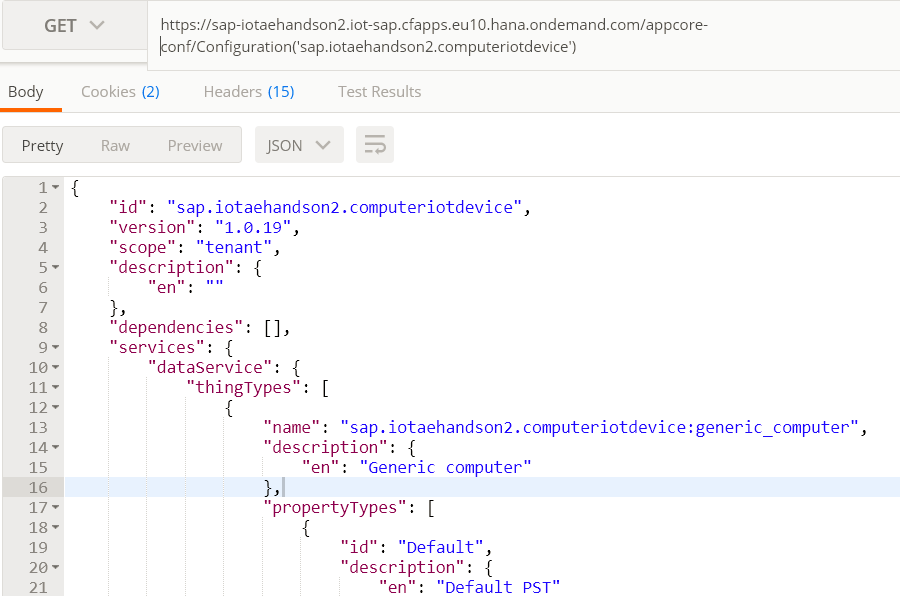 GET
https://sap-iotaehandson2.iot-sap.cfapps.eu10.hana.ondemand.com/appcore-
conf/Configuration('sap.iotaehandson2.computeriotdevice')
Body Cookies (2) Headers (15) Test Results
Pretty Raw Preview JSON
1 {
2 "id": "sap.iotaehandson2.computeriotdevice",
3 "version": "1.0.19",
4 "scope": "tenant",
5 "description": {
6 "en": ""
7 },
8 "dependencies": [],
9 "services": {
10 "dataService": {
11 "thingTypes": [
12 {
13 "name": "sap.iotaehandson2.computeriotdevice:generic_computer",
14 "description": {
15 "en": "Generic computer"
16 },
17 "propertyTypes": [
18 {
19 "id": "Default",
20 "description": {
21 "en": "Default PST"